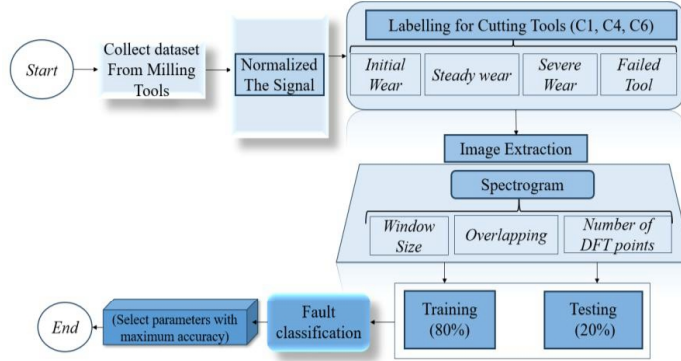 Start
Collect dataset
From Milling
Tools
Normalized
The Signal
Labelling for Cutting Tools (C1, C4, C6)
Initial
Wear
Steady wear
Severe
Wear
Failed
Tool
Image Extraction
Spectrogram
Window
Size
Overlapping
Number of
DFT points
Training
(80%)
Testing
(20%)
Fault
classification
(Select parameters with
maximum accuracy)
End